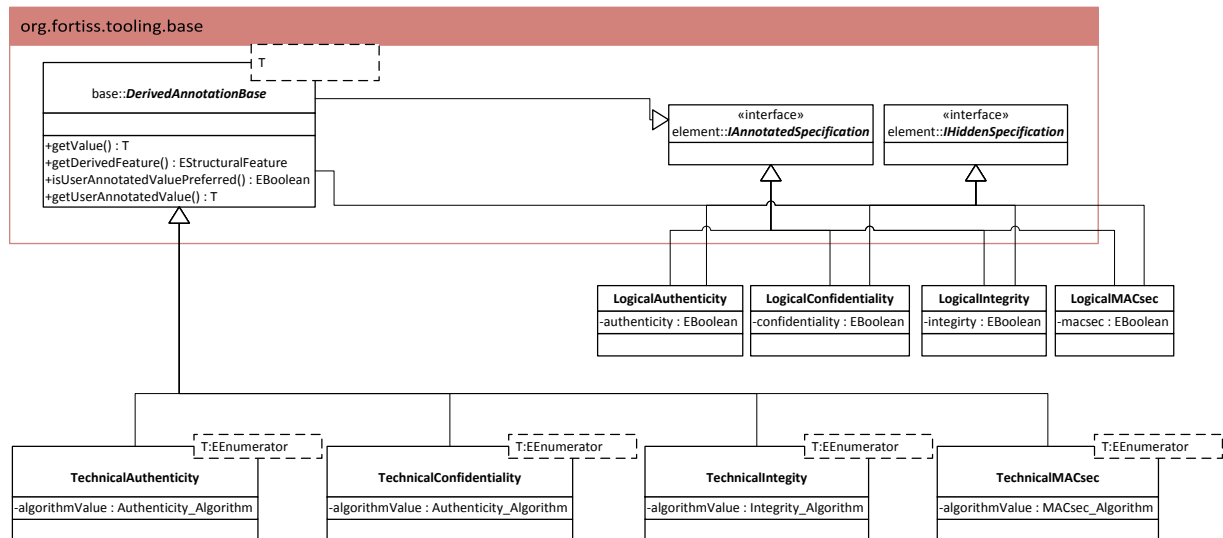 org.fortiss.tooling.base
T
base::DerivedAnnotationBase
+getValue() : T
+getDerivedFeature() : EStructuralFeature
+isUserAnnotatedValuePreferred() : EBoolean
+getUserAnnotatedValue() : T
«interface»
element::IAnnotatedSpecification
«interface»
element::IHiddenSpecification
LogicalAuthenticity
-authenticity : EBoolean
LogicalConfidentiality
-confidentiality : EBoolean
LogicalIntegrity
-integirty : EBoolean
LogicalMACsec
-macsec : EBoolean
T:EEnumerator
TechnicalAuthenticity
-algorithmValue : Authenticity_Algorithm
T:EEnumerator
TechnicalConfidentiality
-algorithmValue : Authenticity_Algorithm
T:EEnumerator
TechnicalIntegity
-algorithmValue : Integrity_Algorithm
T:EEnumerator
TechnicalMACsec
-algorithmValue : MACsec_Algorithm